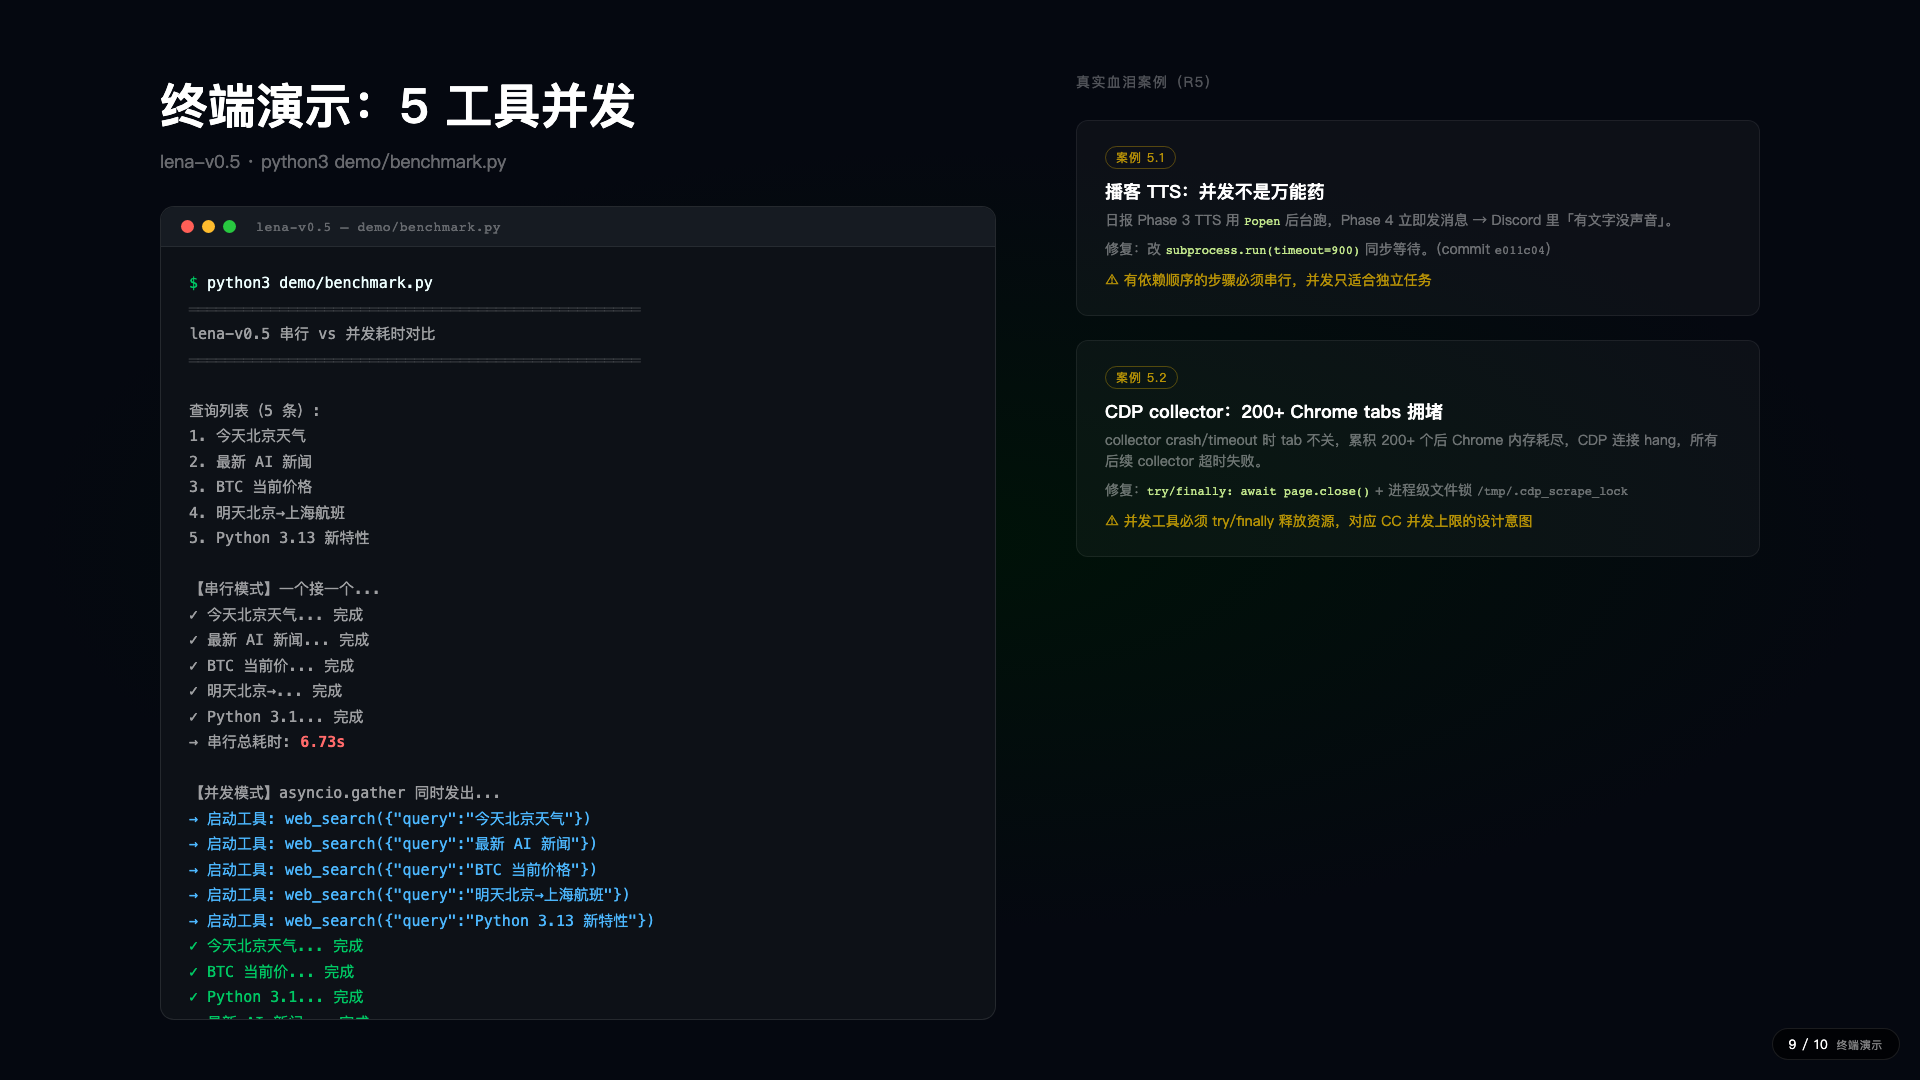 终端演示：5 工具并发
lena-v0.5 · python3 demo/benchmark.py
lena-v0.5 — demo/benchmark.py
$ python3 demo/benchmark.py
lena-v0.5 串行 vs 并发耗时对比
查询列表（5 条）:
1. 今天北京天气
2. 最新 AI 新闻
3. BTC 当前价格
4. 明天北京→上海航班
5. Python 3.13 新特性
【串行模式】一个接一个...
✓ 今天北京天气... 完成
✓ 最新 AI 新闻... 完成
✓ BTC 当前价... 完成
✓ 明天北京→... 完成
✓ Python 3.1... 完成
→ 串行总耗时: 6.73s
【并发模式】asyncio.gather 同时发出...
→ 启动工具: web_search({"query":"今天北京天气"})
→ 启动工具: web_search({"query":"最新 AI 新闻"})
→ 启动工具: web_search({"query":"BTC 当前价格"})
→ 启动工具: web_search({"query":"明天北京→上海航班"})
→ 启动工具: web_search({"query":"Python 3.13 新特性"})
✓ 今天北京天气... 完成
✓ BTC 当前价... 完成
✓ Python 3.1... 完成
真实血泪案例（R5）
案例 5.1
播客 TTS：并发不是万能药
日报 Phase 3 TTS 用 Popen 后台跑，Phase 4 立即发消息 → Discord 里「有文字没声音」。
修复：改 subprocess.run(timeout=900) 同步等待。（commit e011c04）
⚠ 有依赖顺序的步骤必须串行，并发只适合独立任务
案例 5.2
CDP collector：200+ Chrome tabs 拥堵
collector crash/timeout 时 tab 不关，累积 200+ 个后 Chrome 内存耗尽，CDP 连接 hang，所有
后续 collector 超时失败。
修复：try/finally: await page.close() + 进程级文件锁 /tmp/.cdp_scrape_lock
⚠ 并发工具必须 try/finally 释放资源，对应 CC 并发上限的设计意图
9 / 10 终端演示